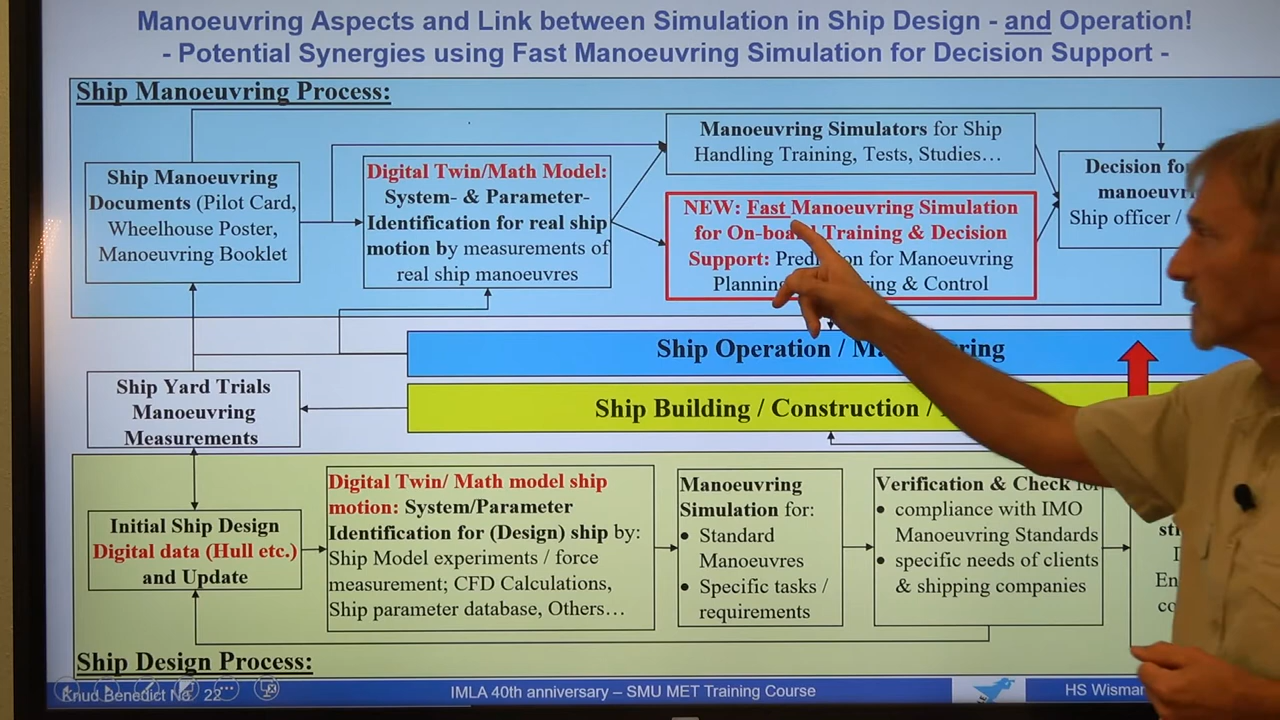 Manoeuvring Aspects and Link between Simulation in Ship Design - and Operation!
- Potential Synergies using Fast Manoeuvring Simulation for Decision Support -
Ship Manoeuvring Process:
Ship Manoeuvring
Documents (Pilot Card,
Wheelhouse Poster,
Manoeuvring Booklet
Digital Twin/Math Model:
System- & Parameter-
Identification for real ship
motion by measurements of
real ship manoeuvres
Manoeuvring Simulators for Ship
Handling Training, Tests, Studies…
NEW: Fast Manoeuvring Simulation
for On-board Training & Decision
Support: Prediction for Manoeuvring
Planning & Control
Decision for
manoeuvr
Ship officer /
Ship Operation / Manoeuvring
Ship Building / Construction /
Ship Yard Trials
Manoeuvring
Measurements
Initial Ship Design
Digital data (Hull etc.)
and Update
Digital Twin/ Math model ship
motion: System/Parameter
Identification for (Design) ship by:
Ship Model experiments / force
measurement; CFD Calculations,
Ship parameter database, Others…
Manoeuvring
Simulation for:
• Standard
Manoeuvres
• Specific tasks /
requirements
Verification & Check for
• compliance with IMO
Manoeuvring Standards
• specific needs of clients
& shipping companies
Ship Design Process:
Knud Benedict No. 22
IMLA 40th anniversary – SMU MET Training Course
HS Wismar